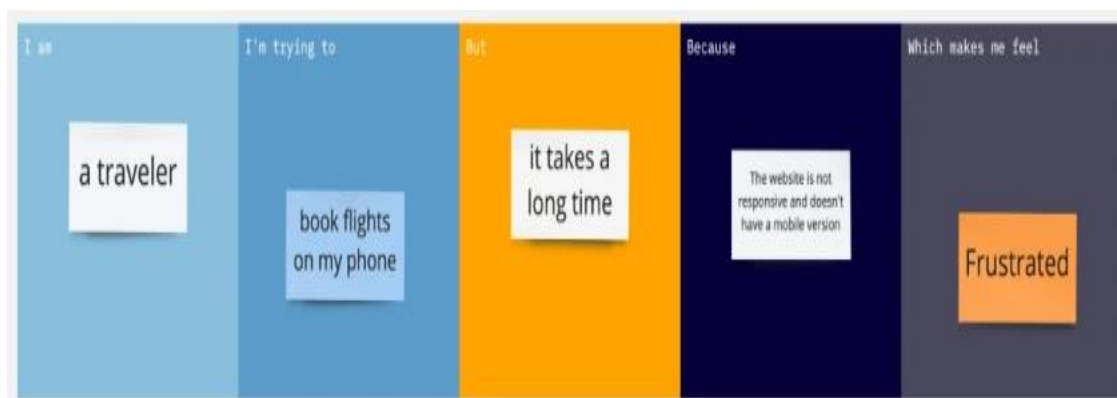 I am
a traveler
I'm trying to
book flights
on my phone
But
it takes a
long time
Because
The website is not
responsive and doesn't
have a mobile version
Which makes me feel
Frustrated